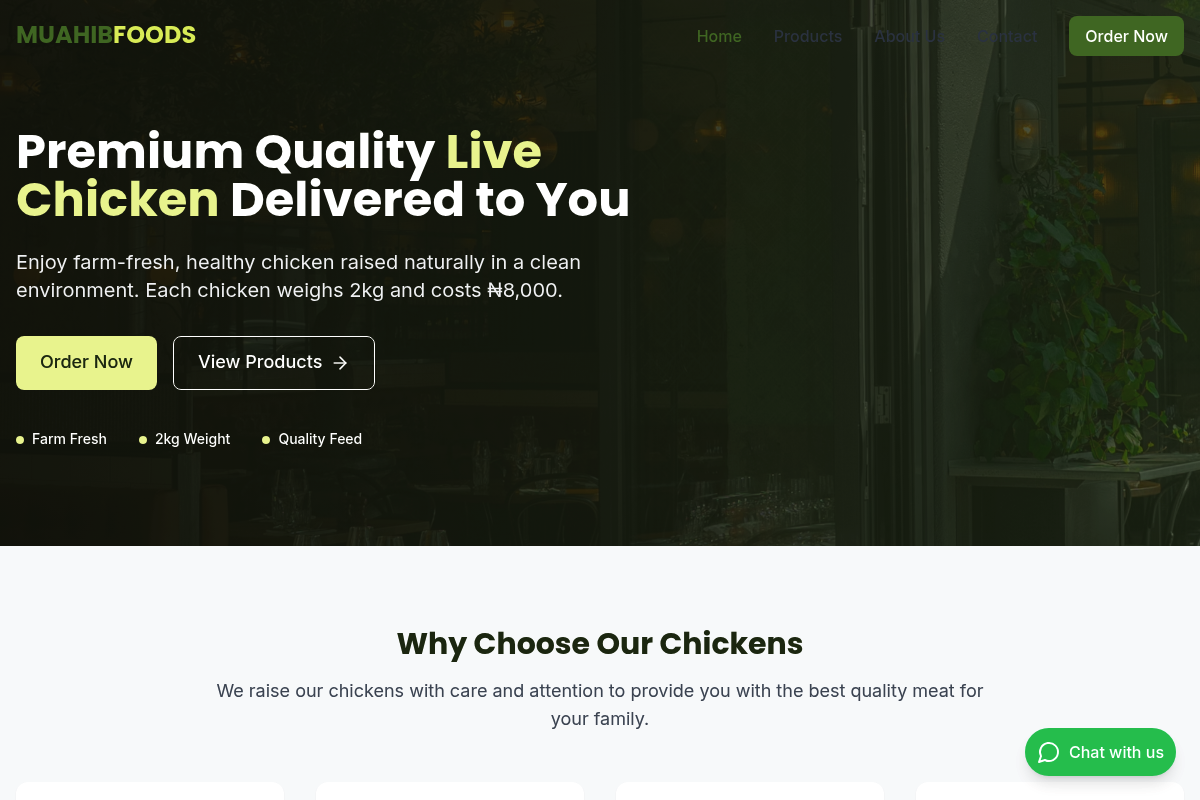 MUAHIBFOODS
Home Products About Us Contact Order Now
Premium Quality Live
Chicken Delivered to You
Enjoy farm-fresh, healthy chicken raised naturally in a clean
environment. Each chicken weighs 2kg and costs ₦8,000.
Order Now View Products →
Farm Fresh 2kg Weight Quality Feed
Why Choose Our Chickens
We raise our chickens with care and attention to provide you with the best quality meat for
your family.
Chat with us